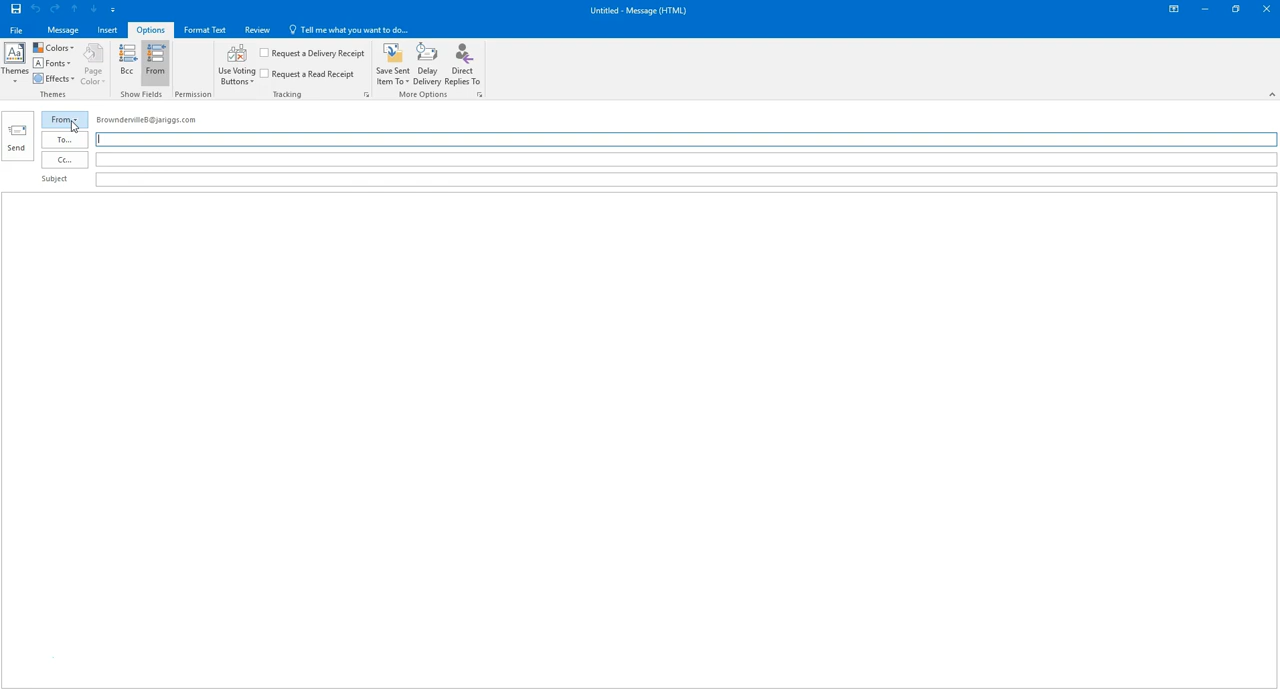 Untitled - Message (HTML)
File Message Insert Options Format Text Review Tell me what you want to do...
Aa Themes
Colors
A Fonts
Effects
Page Color
Themes
Bcc From
Show Fields
Permission
Use Voting Buttons
Request a Delivery Receipt
Request a Read Receipt
Tracking
Save Sent Item To
Delay Delivery
Direct Replies To
More Options
Send
From BrowndervilleB@jariggs.com
To...
Cc...
Subject